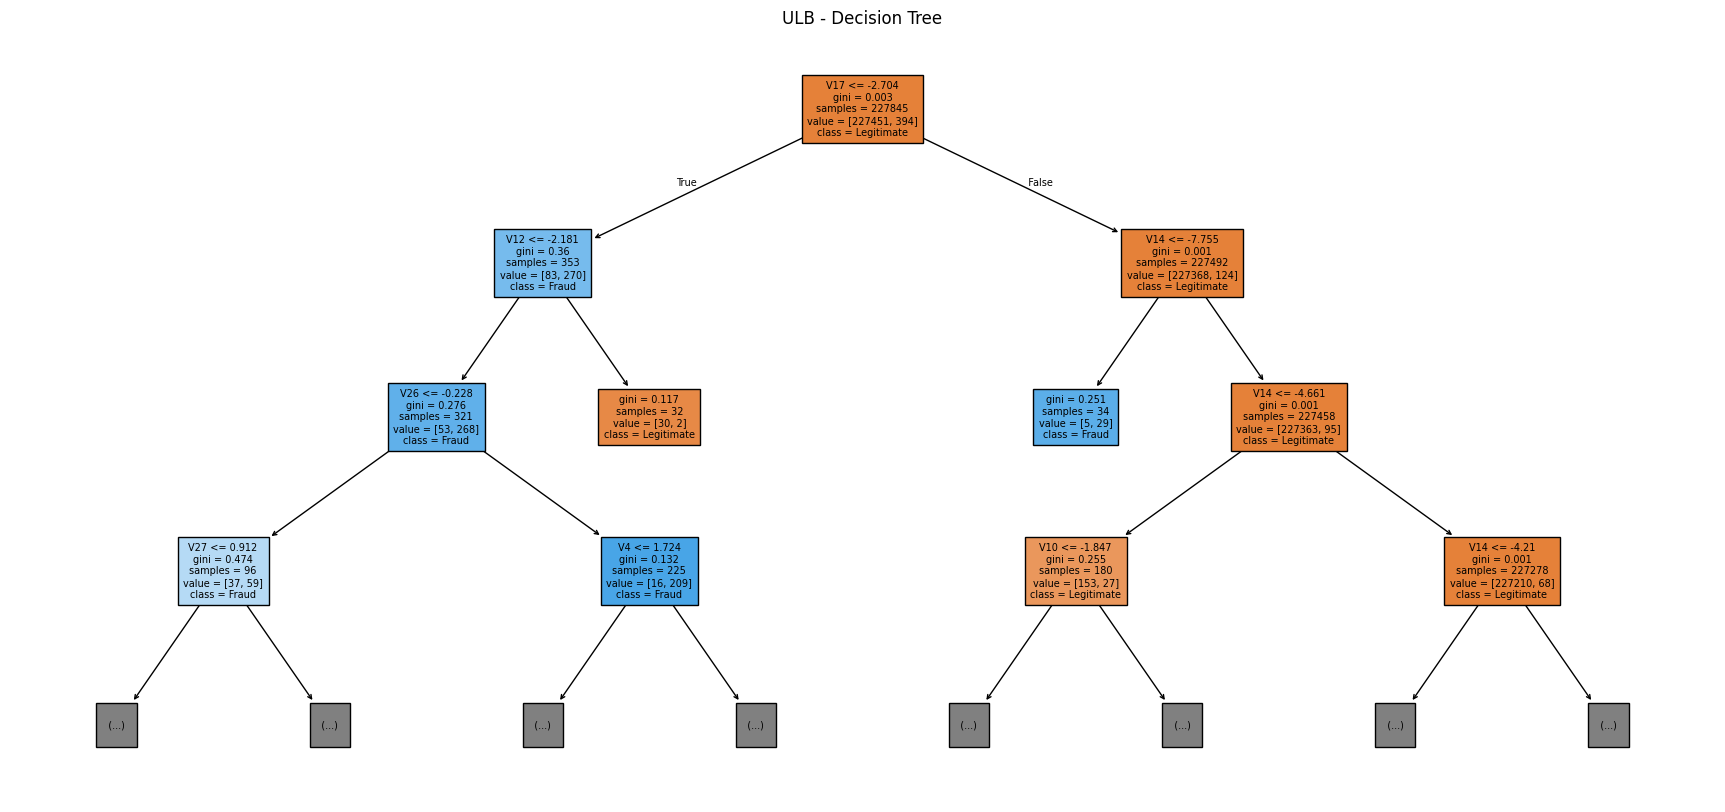 ULB - Decision Tree
V17 <= -2.704
gini = 0.003
samples = 227845
value = [227451, 394]
class = Legitimate
True
False
V12 <= -2.181
gini = 0.36
samples = 353
value = [83, 270]
class = Fraud
V14 <= -7.755
gini = 0.001
samples = 227492
value = [227368, 124]
class = Legitimate
V26 <= -0.228
gini = 0.276
samples = 321
value = [53, 268]
class = Fraud
gini = 0.117
samples = 32
value = [30, 2]
class = Legitimate
gini = 0.251
samples = 34
value = [5, 29]
class = Fraud
V14 <= -4.661
gini = 0.001
samples = 227458
value = [227363, 95]
class = Legitimate
V27 <= 0.912
gini = 0.474
samples = 96
value = [37, 59]
class = Fraud
V4 <= 1.724
gini = 0.132
samples = 225
value = [16, 209]
class = Fraud
V10 <= -1.847
gini = 0.255
samples = 180
value = [153, 27]
class = Legitimate
V14 <= -4.21
gini = 0.001
samples = 227278
value = [227210, 68]
class = Legitimate
(...)
(...)
(...)
(...)
(...)
(...)
(...)
(...)